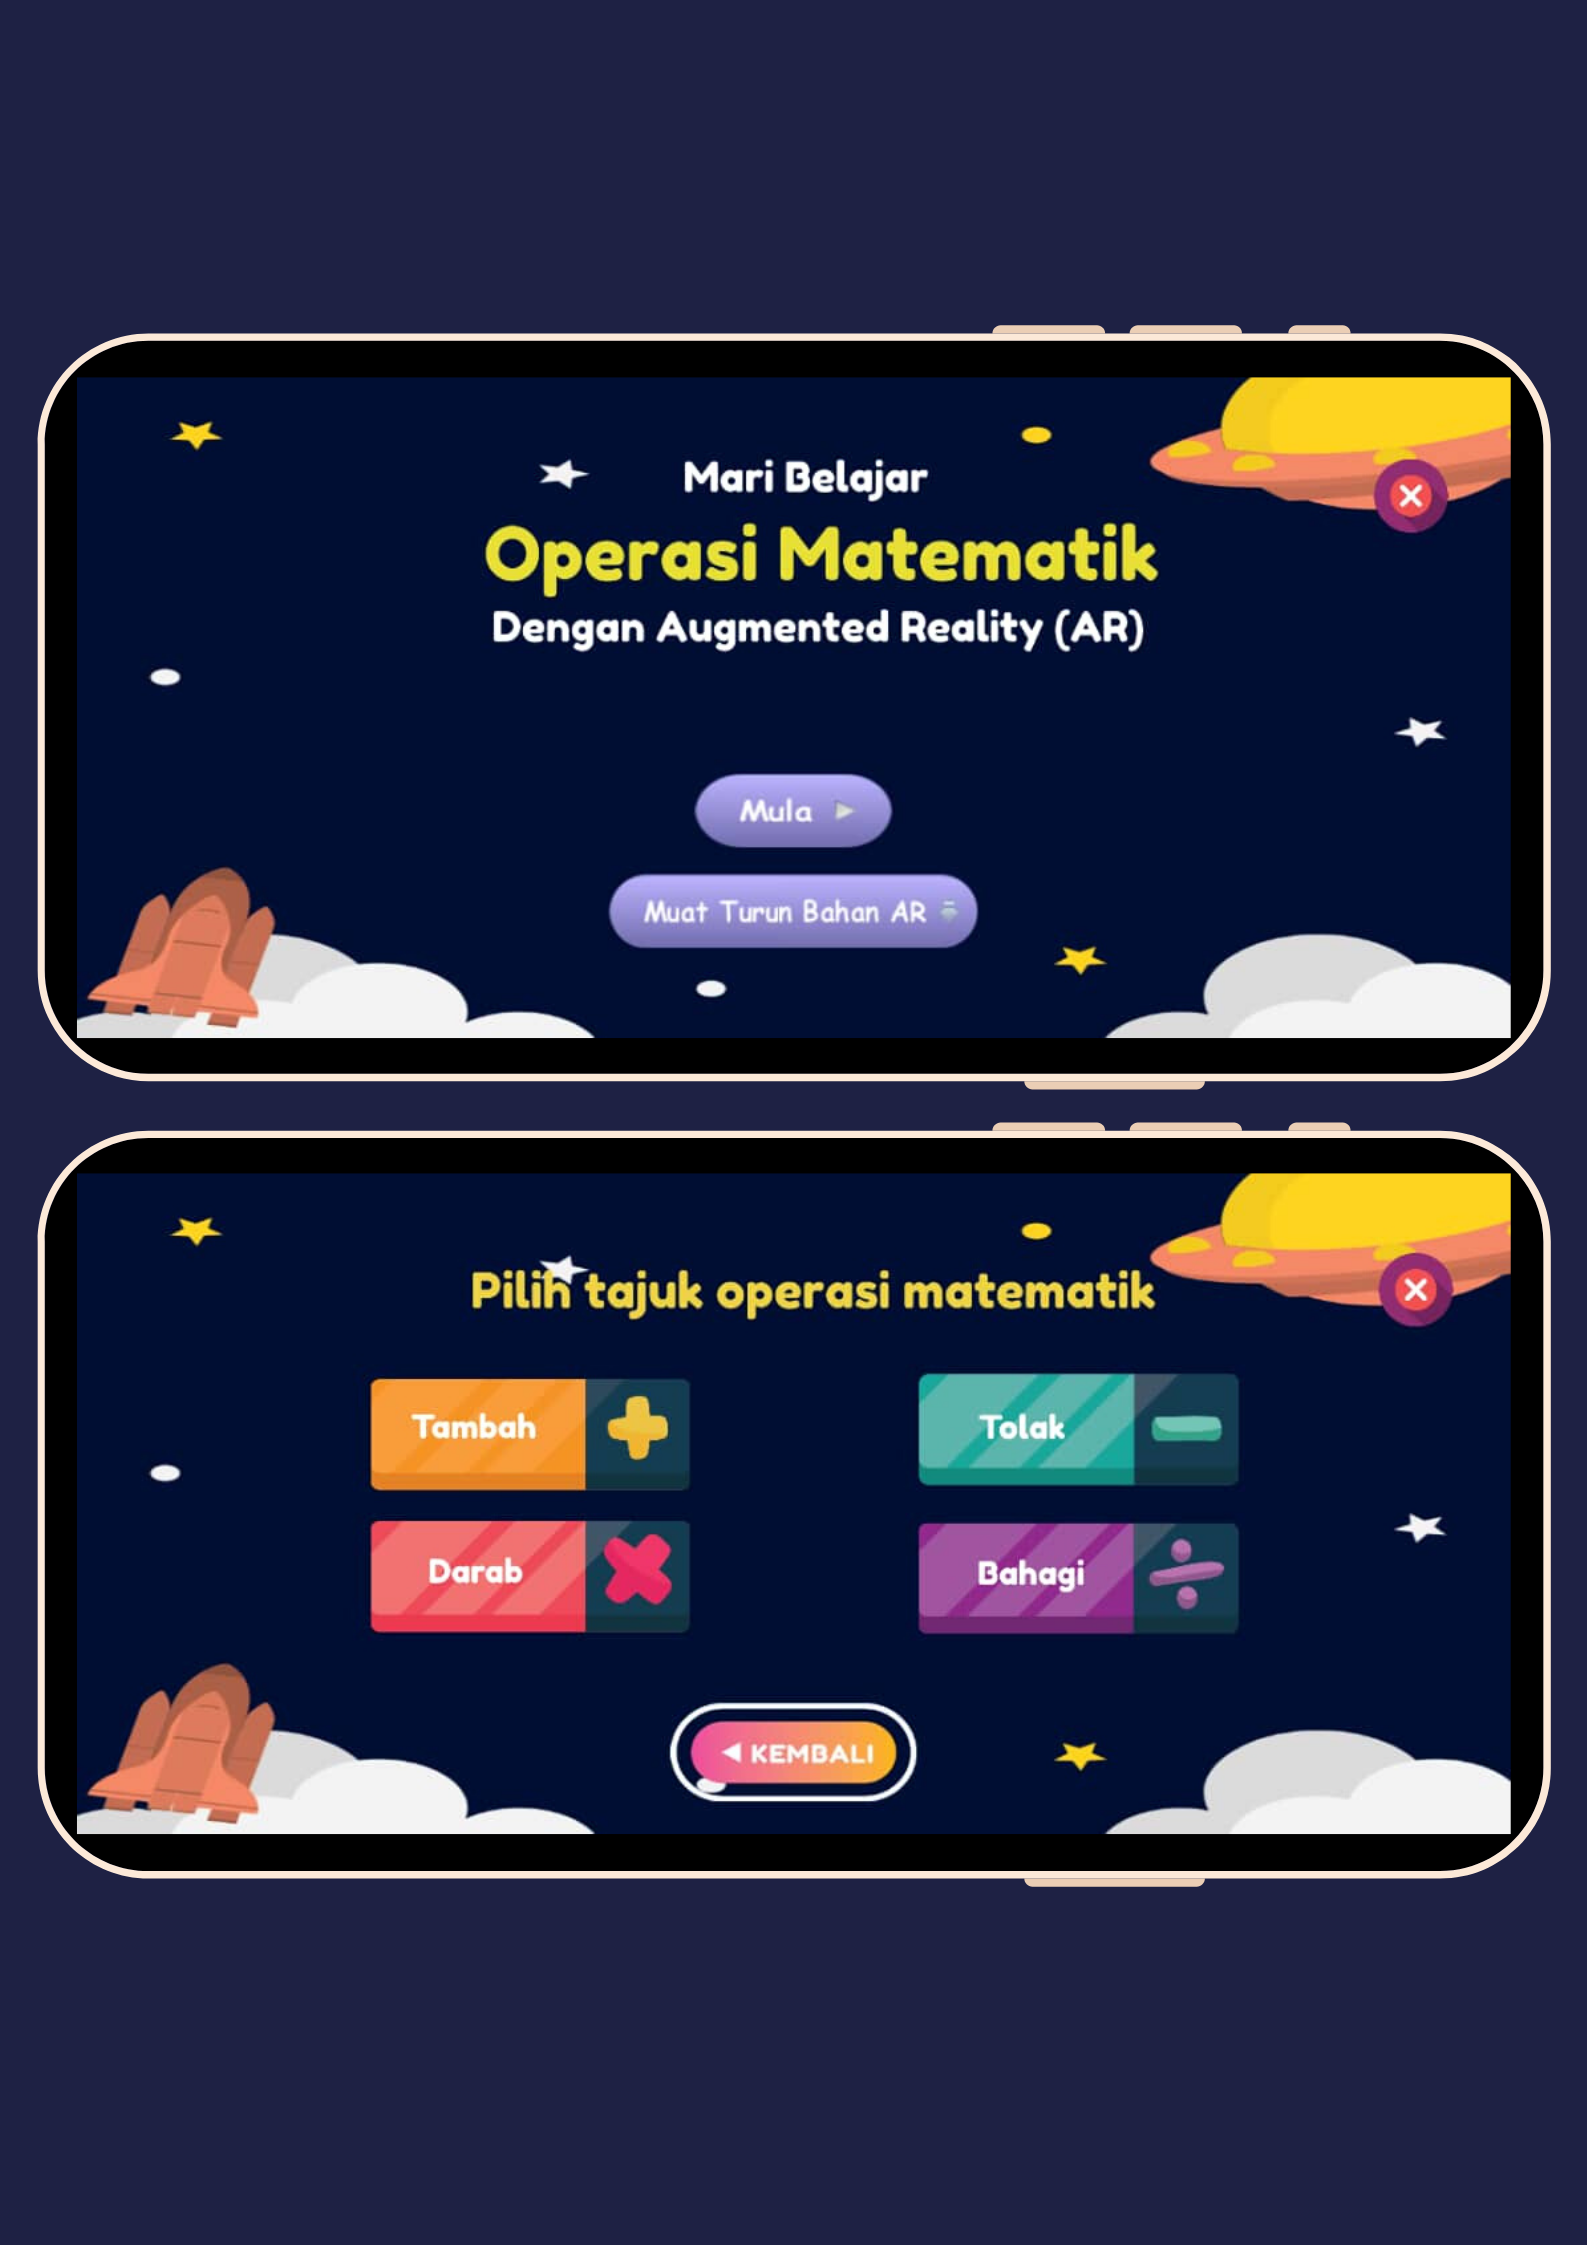 Mari Belajar
Operasi Matematik
Dengan Augmented Reality (AR)
Mula
Muat Turun Bahan AR
Pilih tajuk operasi matematik
Tambah
Tolak
Darab
Bahagi
KEMBALI